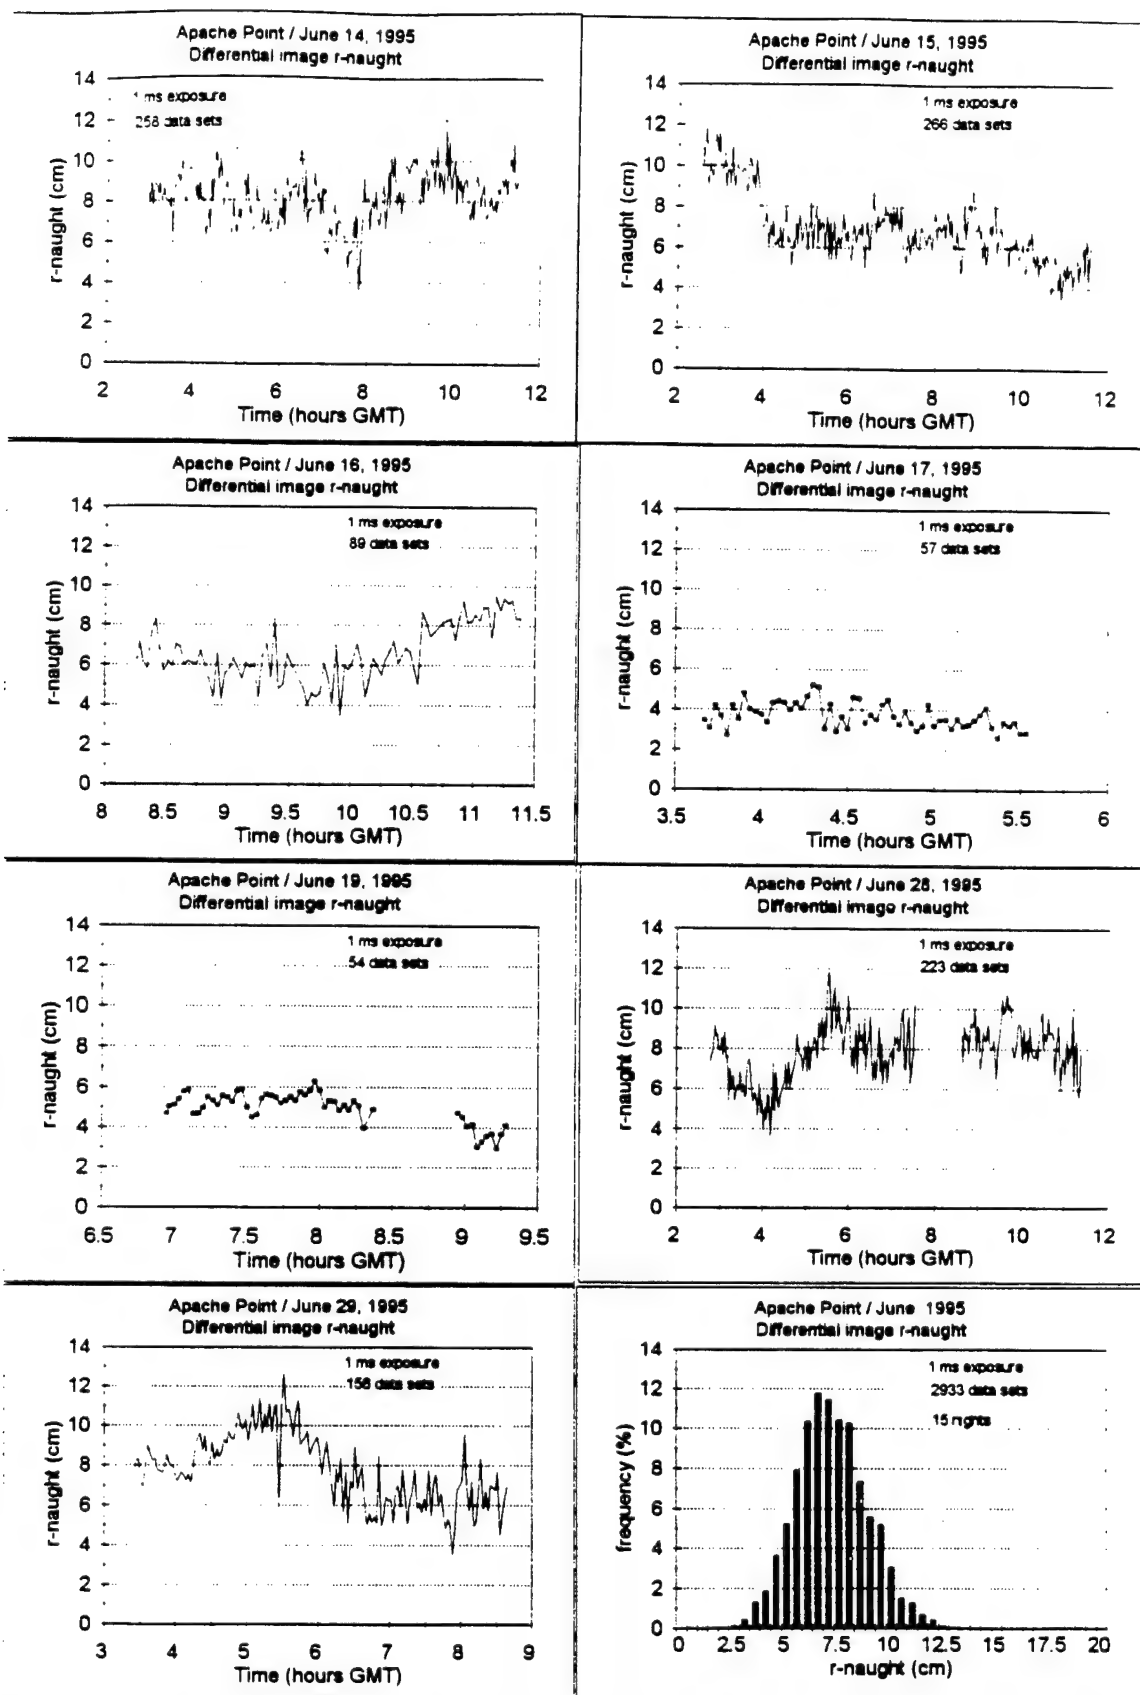 Apache Point / June 14, 1995
Differential image r-naught
1 ms exposure
258 data sets
r-naught (cm)
14
12
10
8
6
4
2
0
2 4 6 8 10 12
Time (hours GMT)
Apache Point / June 15, 1995
Differential image r-naught
1 ms exposure
266 data sets
r-naught (cm)
14
12
10
8
6
4
2
0
2 4 6 8 10 12
Time (hours GMT)
Apache Point / June 16, 1995
Differential image r-naught
1 ms exposure
89 data sets
r-naught (cm)
14
12
10
8
6
4
2
0
8 8.5 9 9.5 10 10.5 11 11.5
Time (hours GMT)
Apache Point / June 17, 1995
Differential image r-naught
1 ms exposure
57 data sets
r-naught (cm)
14
12
10
8
6
4
2
0
3.5 4 4.5 5 5.5 6
Time (hours GMT)
Apache Point / June 19, 1995
Differential image r-naught
1 ms exposure
54 data sets
r-naught (cm)
14
12
10
8
6
4
2
0
6.5 7 7.5 8 8.5 9 9.5
Time (hours GMT)
Apache Point / June 28, 1995
Differential image r-naught
1 ms exposure
223 data sets
r-naught (cm)
14
12
10
8
6
4
2
0
2 4 6 8 10 12
Time (hours GMT)
Apache Point / June 29, 1995
Differential image r-naught
1 ms exposure
156 data sets
r-naught (cm)
14
12
10
8
6
4
2
0
3 4 5 6 7 8 9
Time (hours GMT)
Apache Point / June 1995
Differential image r-naught
1 ms exposure
2933 data sets
15 nights
frequency (%)
14
12
10
8
6
4
2
0
0 2.5 5 7.5 10 12.5 15 17.5 20
r-naught (cm)